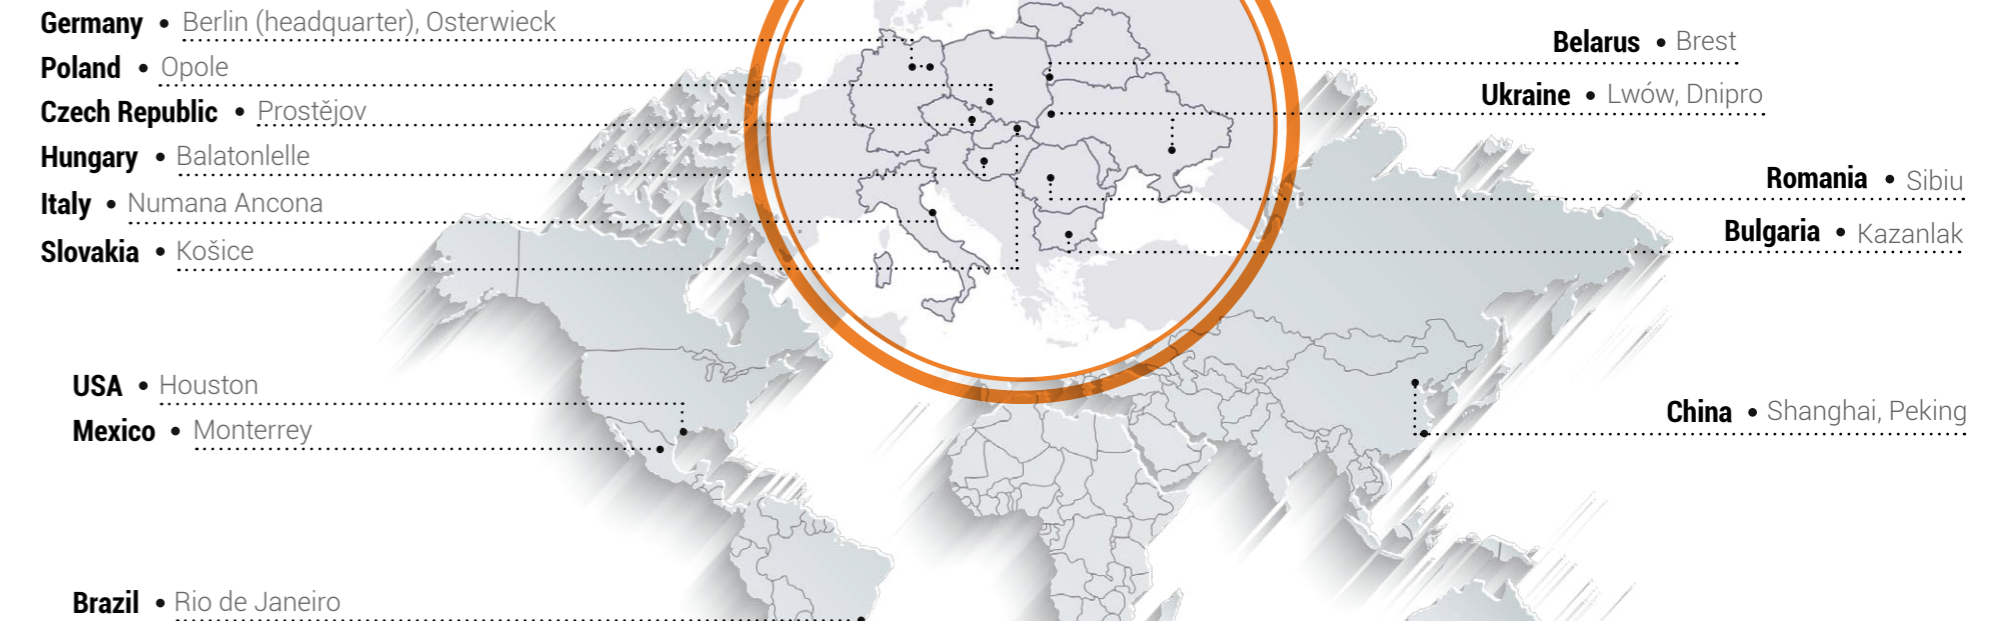 Germany • Berlin (headquarter), Osterwieck
Poland • Opole
Czech Republic • Prostějov
Hungary • Balatonlelle
Italy • Numana Ancona
Slovakia • Košice
USA • Houston
Mexico • Monterrey
Brazil • Rio de Janeiro
Belarus • Brest
Ukraine • Lwów, Dnipro
Romania • Sibiu
Bulgaria • Kazanlak
China • Shanghai, Peking